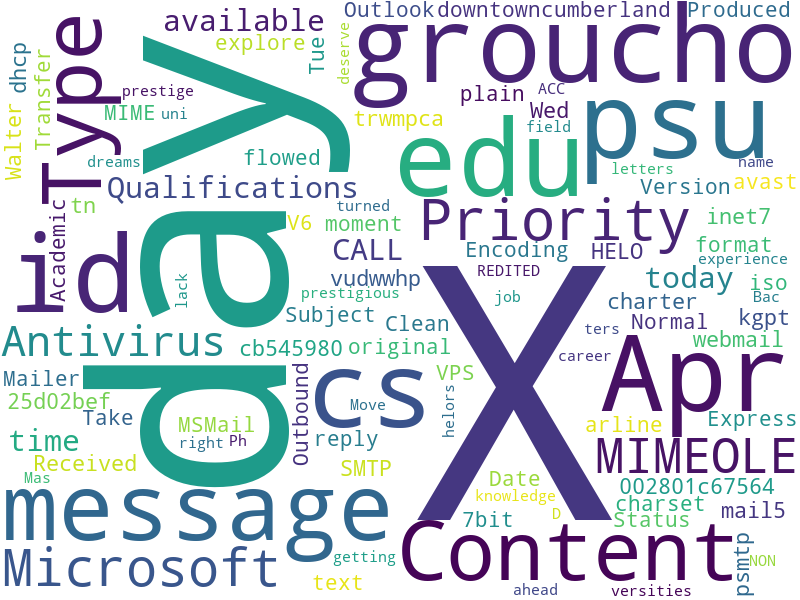 Outlook
downtowncumberland
Produced
available
explore
Tue
deserve
groucho
Type
dhcp
Transfer
Walter
prestige
MIME
uni
day
dreams
flowed
plain
ACC
Wed
field
trwmpca
psu
edu
letters
name
Version
avast
Qualifications
tn
Academic
turned
V6
moment
Priority
inet7
CALL
Encoding
HELO
format
experience
id
lack
vudwwhp
REDITED
today
iso
prestigious
job
charter
Bac
Subject
Clean
Normal
kgpt
Antivirus
cb545980
original
X
ters
webmail
career
Apr
Mailer
25d02bef
Take
MSMail
right
Ph
Outbound
cs
Move
VPS
helors
arline
Express
time
reply
Received
SMTP
MIMEOLE
Mas
Date
knowledge
D
002801c67564
charset
mail5
message
7bit
Status
Content
psmtp
NON
Microsoft
getting
text
ahead
versities